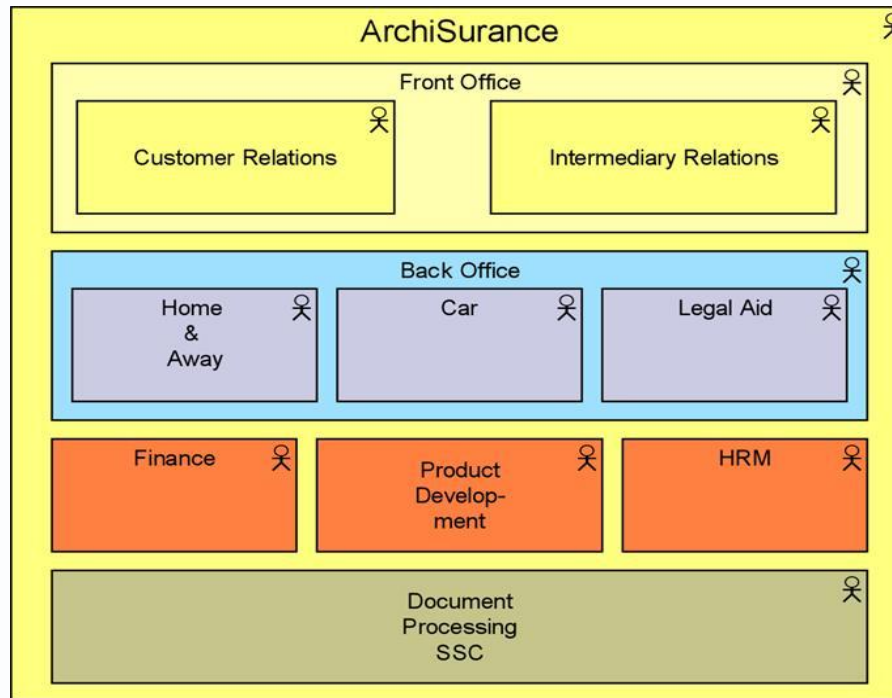 ArchiSurance
Front Office
Customer Relations
Intermediary Relations
Back Office
Home
&
Away
Car
Legal Aid
Finance
Product
Develop-
ment
HRM
Document
Processing
SSC